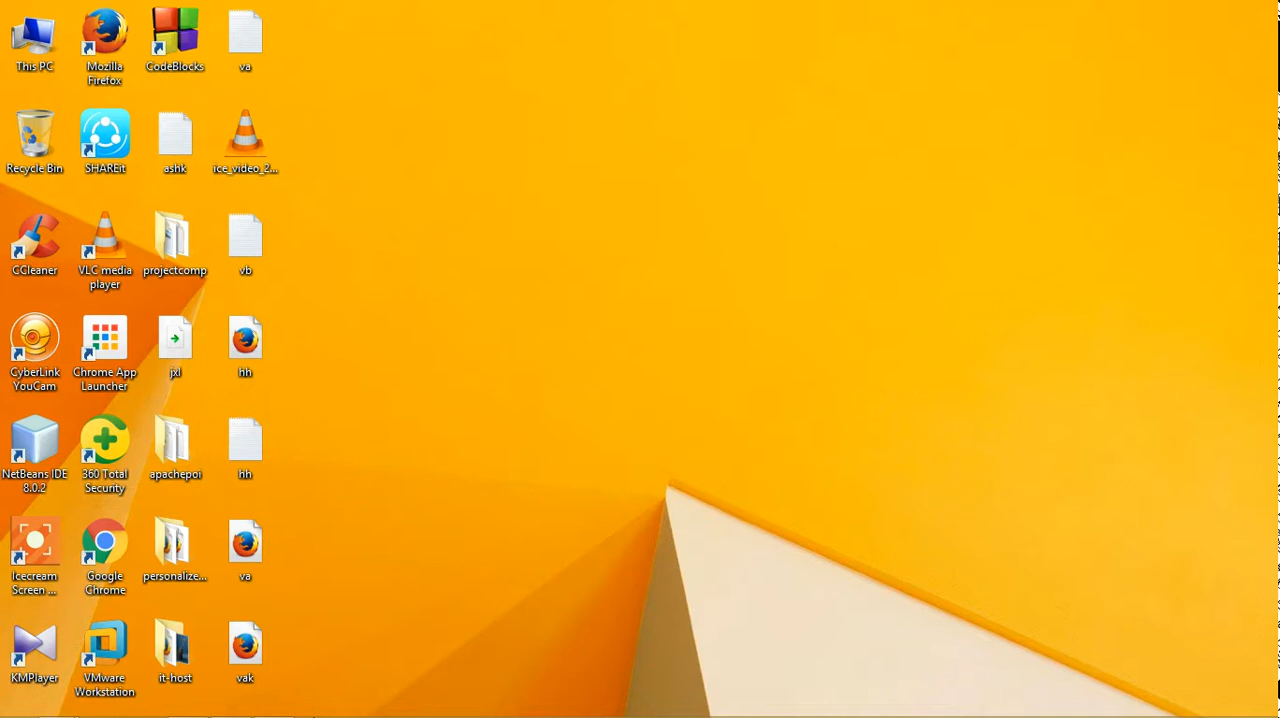 This PC
Mozilla
Firefox
CodeBlocks
va
Recycle Bin
SHAREit
ashk
ice_video_2...
CCleaner
VLC media
player
projectcomp
vb
CyberLink
YouCam
Chrome App
Launcher
jxl
hh
NetBeans IDE
8.0.2
360 Total
Security
apachepoi
hh
Icecream
Screen ...
Google
Chrome
personalize...
va
KMPlayer
VMware
Workstation
it-host
vak